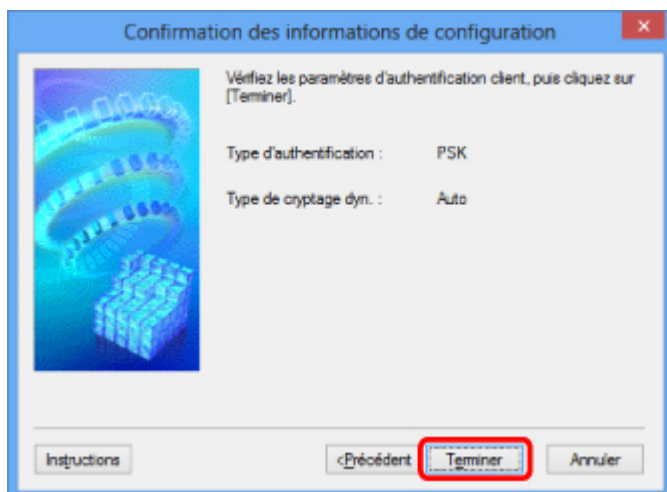 Confirmation des informations de configuration
Vérifiez les paramètres d'authentification client, puis cliquez sur
[Terminer].
Type d'authentification : PSK
Type de cryptage dyn. : Auto
Instructions <Précédent Terminer Annuler